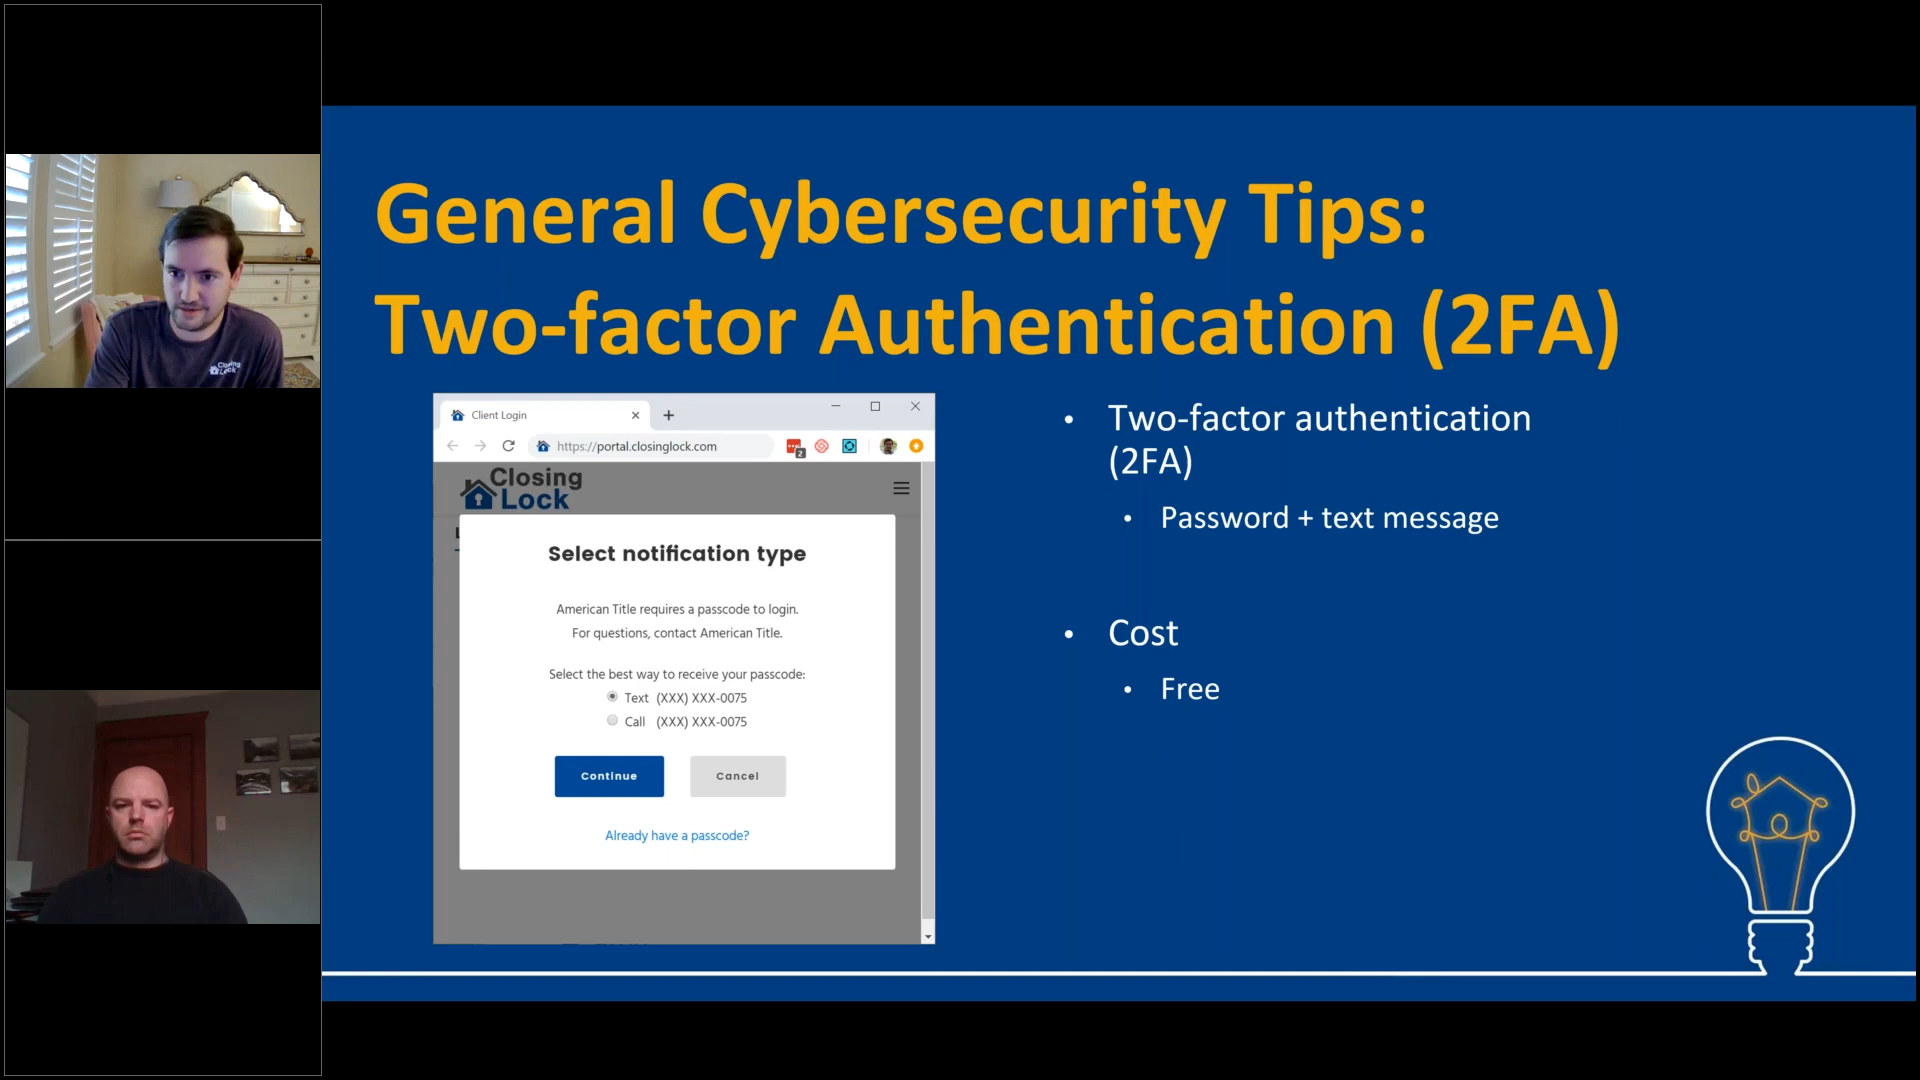 General Cybersecurity Tips:
Two-factor Authentication (2FA)
Closing
Lock
Client Login
https://portal.closinglock.com
2
Closing
Lock
Select notification type
American Title requires a passcode to login.
For questions, contact American Title.
Select the best way to receive your passcode:
Text (XXX) XXX-0075
Call (XXX) XXX-0075
Continue Cancel
Already have a passcode?
• Two-factor authentication
(2FA)
• Password + text message
• Cost
• Free